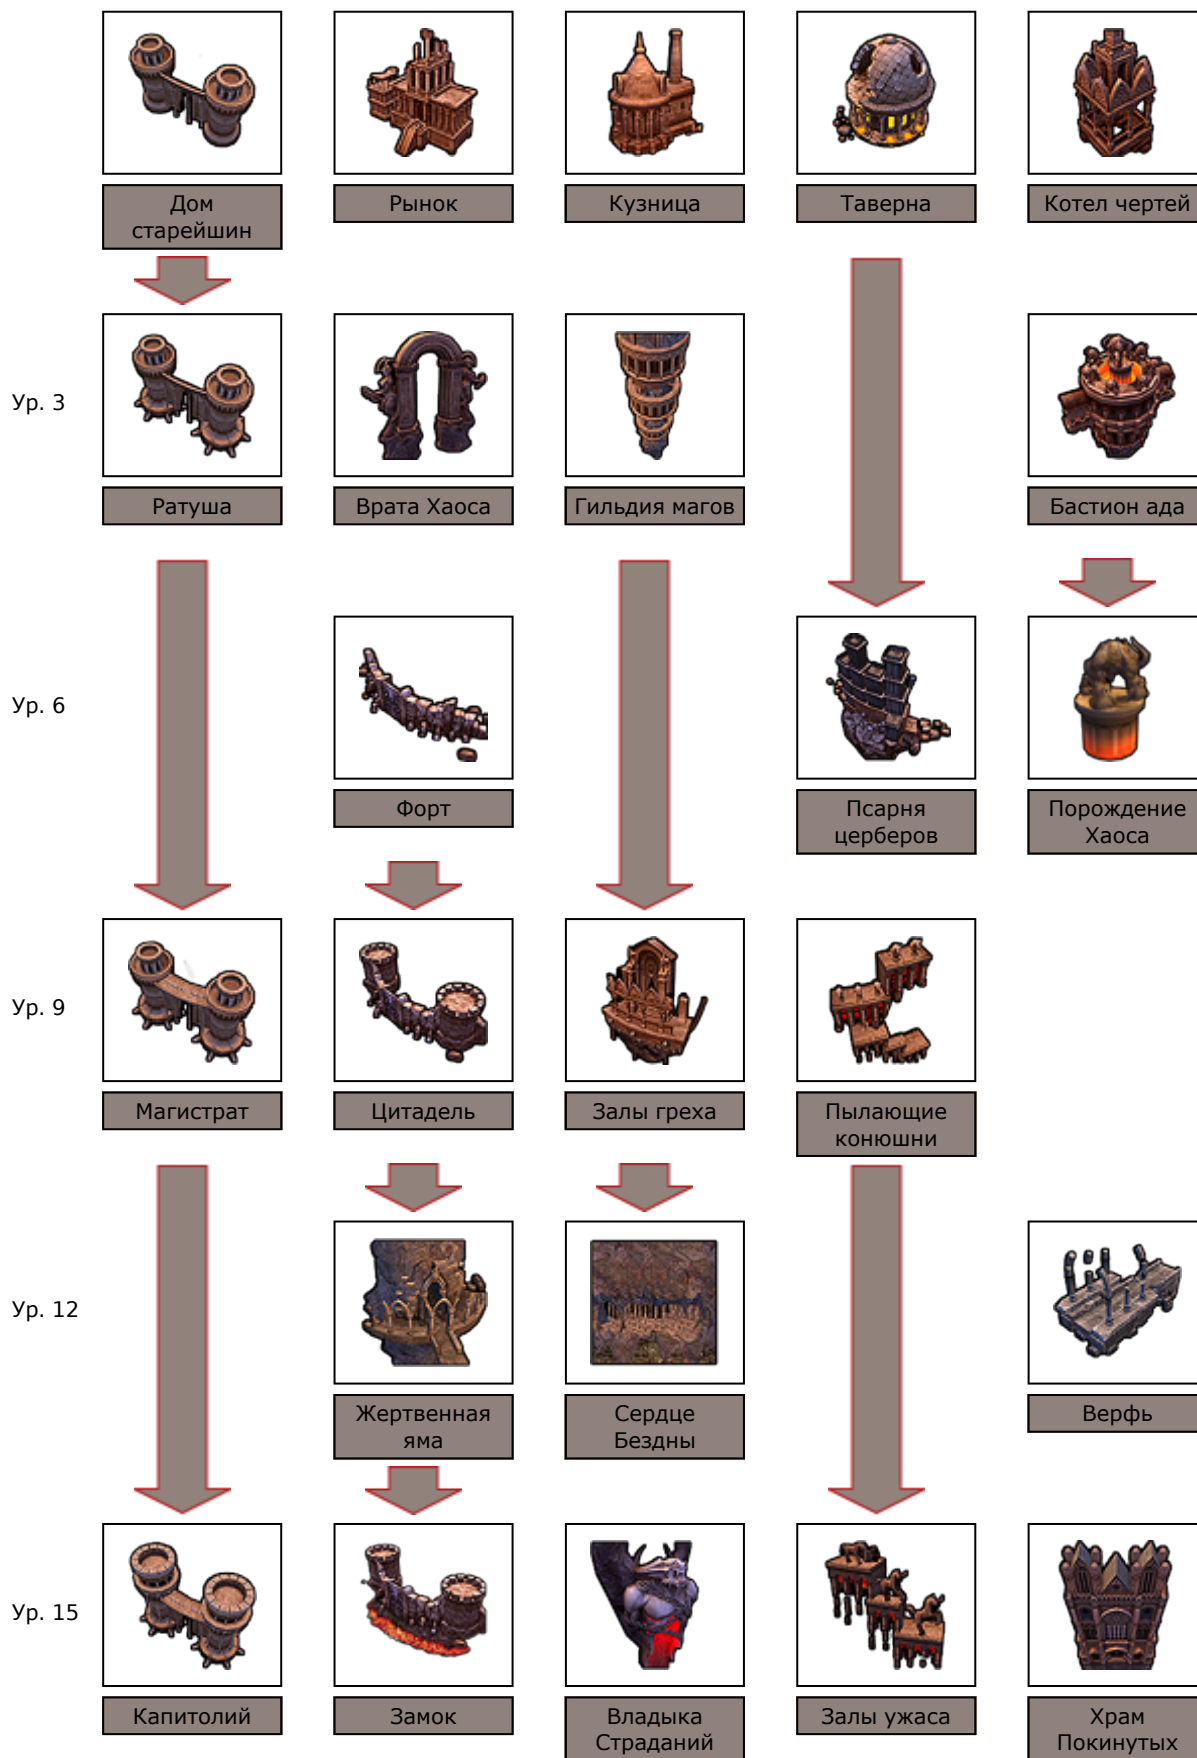 Дом
старейшин
Рынок
Кузница
Таверна
Котел чертей
Ур. 3
Ратуша
Врата Хаоса
Гильдия магов
Бастион ада
Ур. 6
Форт
Псарня
церберов
Порождение
Хаоса
Ур. 9
Магистрат
Цитадель
Залы греха
Пылающие
конюшни
Ур. 12
Жертвенная
яма
Сердце
Бездны
Верфь
Ур. 15
Капитолий
Замок
Владыка
Страданий
Залы ужаса
Храм
Покинутых